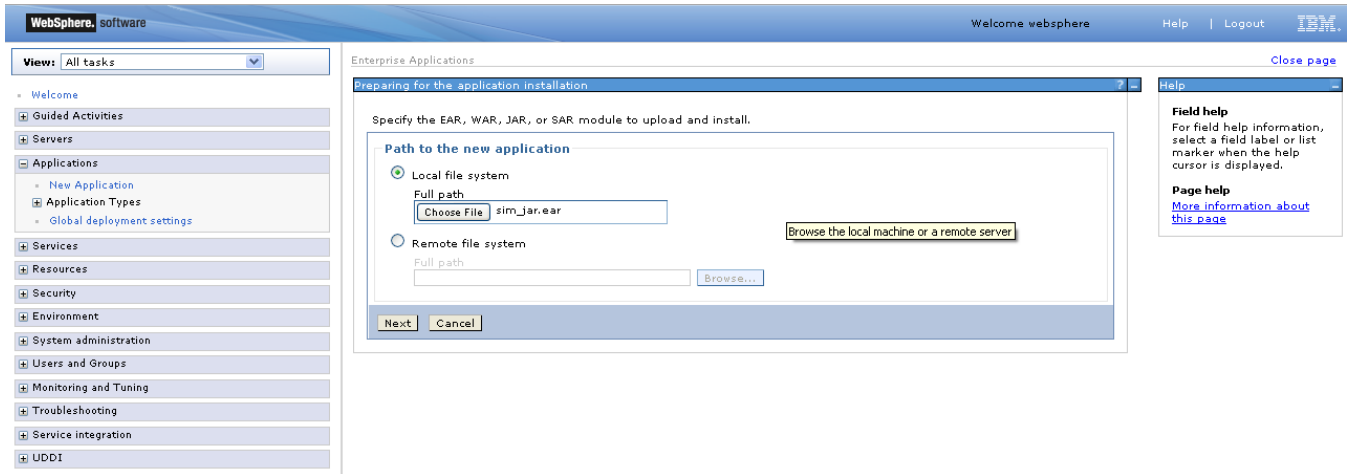 WebSphere. software
Welcome websphere
Help | Logout
IBM.
View: All tasks
Welcome
Guided Activities
Servers
Applications
New Application
Application Types
Global deployment settings
Services
Resources
Security
Environment
System administration
Users and Groups
Monitoring and Tuning
Troubleshooting
Service integration
UDDI
Enterprise Applications
Close page
Preparing for the application installation
?
Specify the EAR, WAR, JAR, or SAR module to upload and install.
Path to the new application
Local file system
Full path
Choose File sim_jar.ear
Browse the local machine or a remote server
Remote file system
Full path
Browse...
Next Cancel
Help
Field help
For field help information,
select a field label or list
marker when the help
cursor is displayed.
Page help
More information about
this page